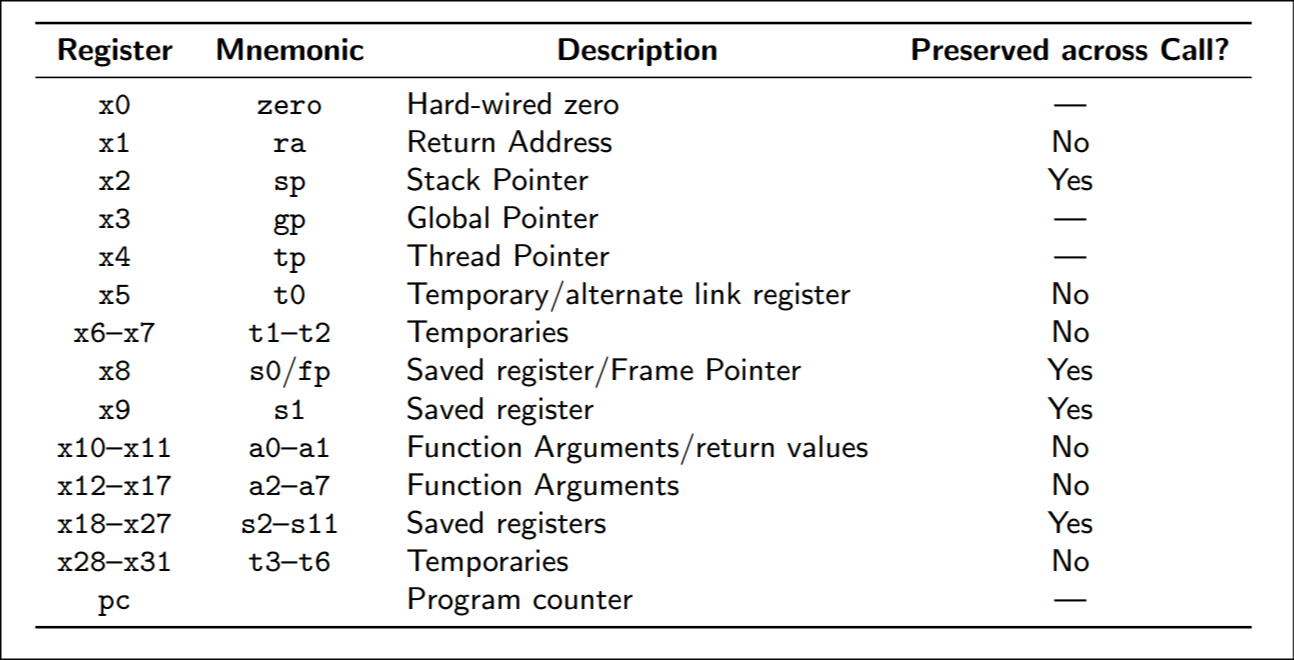 Register Mnemonic Description Preserved across Call?
x0 zero Hard-wired zero —
x1 ra Return Address No
x2 sp Stack Pointer Yes
x3 gp Global Pointer —
x4 tp Thread Pointer —
x5 t0 Temporary/alternate link register No
x6–x7 t1–t2 Temporaries No
x8 s0/fp Saved register/Frame Pointer Yes
x9 s1 Saved register Yes
x10–x11 a0–a1 Function Arguments/return values No
x12–x17 a2–a7 Function Arguments No
x18–x27 s2–s11 Saved registers Yes
x28–x31 t3–t6 Temporaries No
pc Program counter —